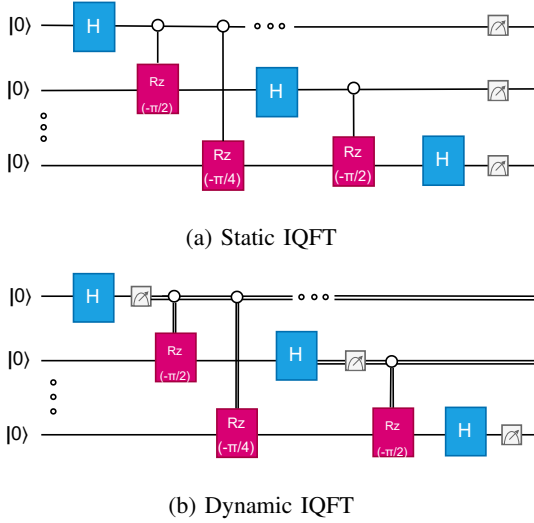 |0⟩ H
|0⟩ Rz H
(-π/2)
|0⟩ Rz Rz H
(-π/4) (-π/2)
(a) Static IQFT
|0⟩ H
|0⟩ Rz H
(-π/2)
|0⟩ Rz Rz H
(-π/4) (-π/2)
(b) Dynamic IQFT